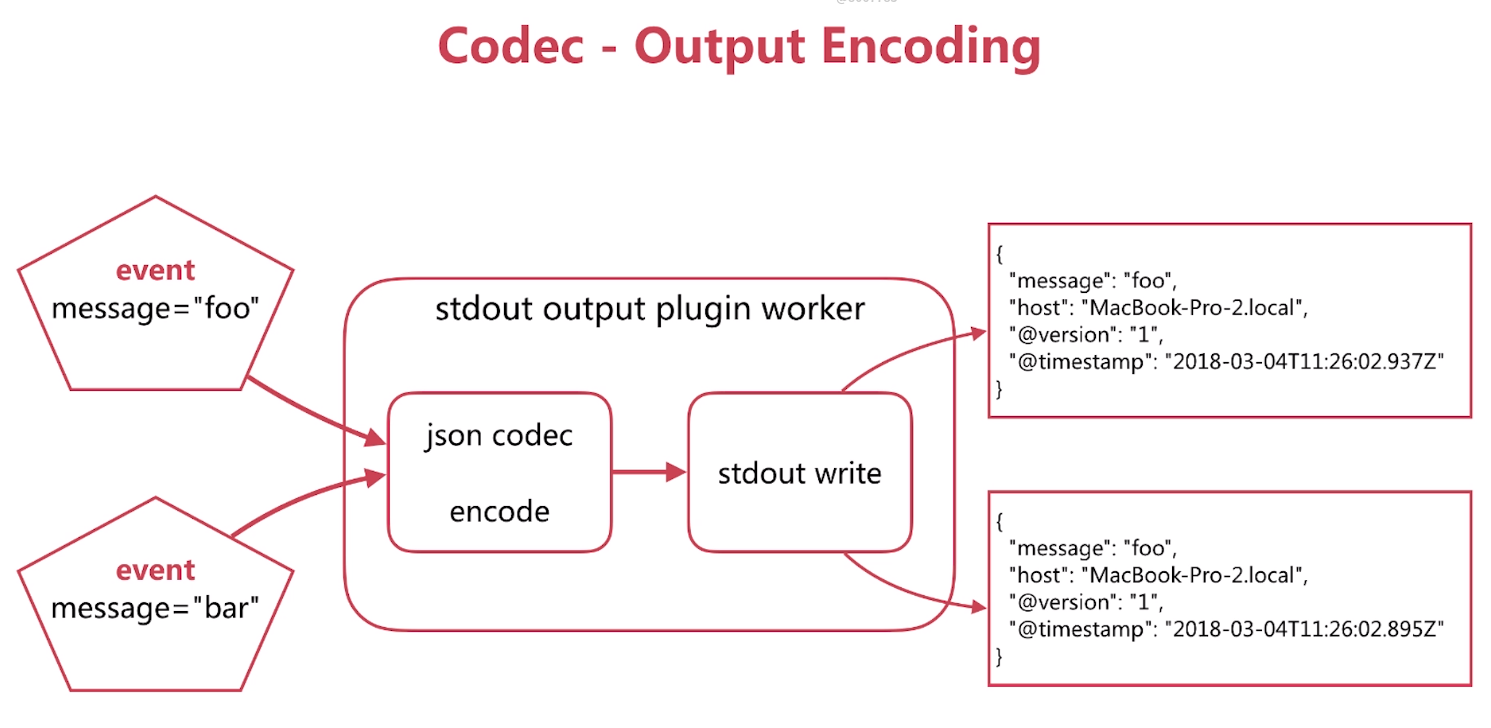 Codec - Output Encoding
event
message="foo"
event
message="bar"
stdout output plugin worker
json codec
encode
stdout write
{
"message": "foo",
"host": "MacBook-Pro-2.local",
"@version": "1",
"@timestamp": "2018-03-04T11:26:02.937Z"
}
{
"message": "foo",
"host": "MacBook-Pro-2.local",
"@version": "1",
"@timestamp": "2018-03-04T11:26:02.895Z"
}